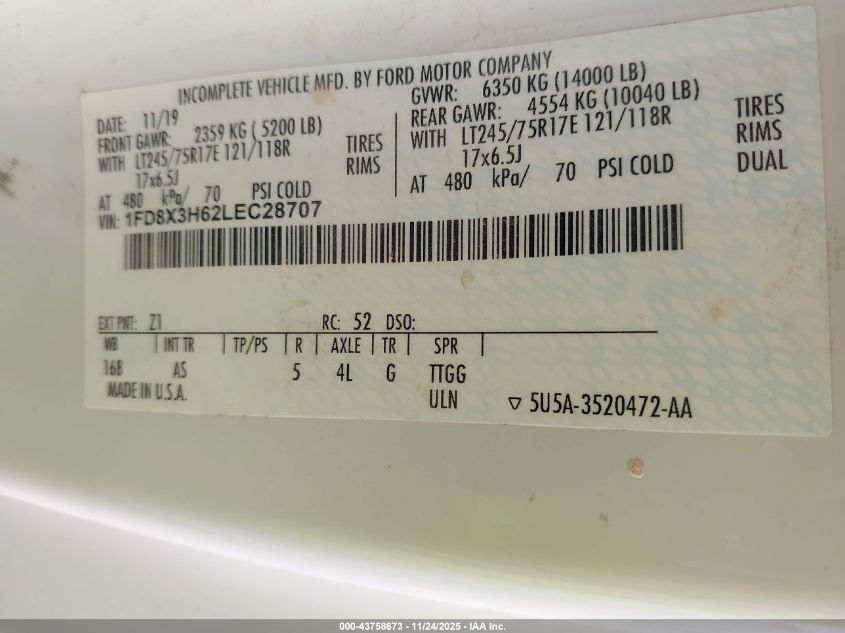 INCOMPLETE VEHICLE MFD. BY FORD MOTOR COMPANY
DATE: 11/19
FRONT GAWR: 2359 KG ( 5200 LB)
WITH LT245/75R17E 121/118R TIRES
17x6.5J RIMS
AT 480 kPa/ 70 PSI COLD
GVWR: 6350 KG (14000 LB)
REAR GAWR: 4554 KG (10040 LB)
WITH LT245/75R17E 121/118R TIRES
17x6.5J RIMS
AT 480 kPa/ 70 PSI COLD DUAL
VIN: 1FD8X3H62LEC28707
EXT PNT: Z1 RC: 52 DSO:
WB INT TR TP/PS R AXLE TR SPR
168 AS 5 4L G TTGG
MADE IN U.S.A. ULN ▽ 5U5A-3520472-AA
000-43758673 - 11/24/2025 - IAA Inc.